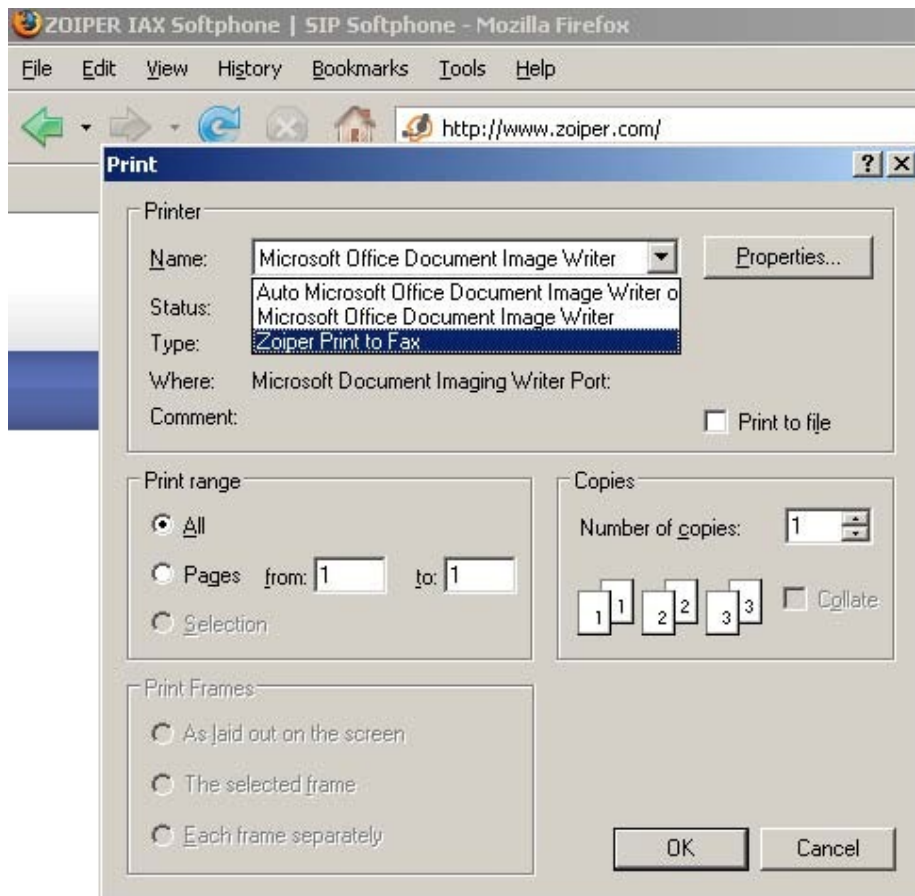 ZOIPER IAX Softphone | SIP Softphone - Mozilla Firefox
File Edit View History Bookmarks Tools Help
http://www.zoiper.com/
Print
Printer
Name: Microsoft Office Document Image Writer Properties...
Auto Microsoft Office Document Image Writer o
Status: Microsoft Office Document Image Writer
Type: Zoiper Print to Fax
Where: Microsoft Document Imaging Writer Port:
Comment: Print to file
Print range
All
Pages from: 1 to: 1
Selection
Copies
Number of copies: 1
1 1 2 2 3 3 Collate
Print Frames
As laid out on the screen
The selected frame
Each frame separately
OK Cancel